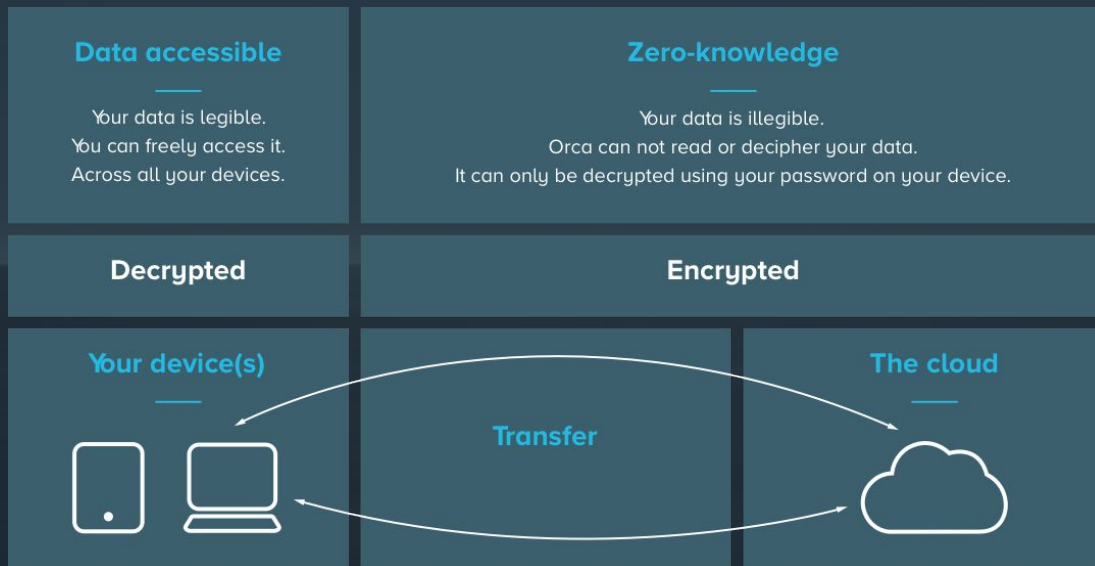 Data accessible
Your data is legible.
You can freely access it.
Across all your devices.
Zero-knowledge
Your data is illegible.
Orca can not read or decipher your data.
It can only be decrypted using your password on your device.
Decrypted
Encrypted
Your device(s)
Transfer
The cloud